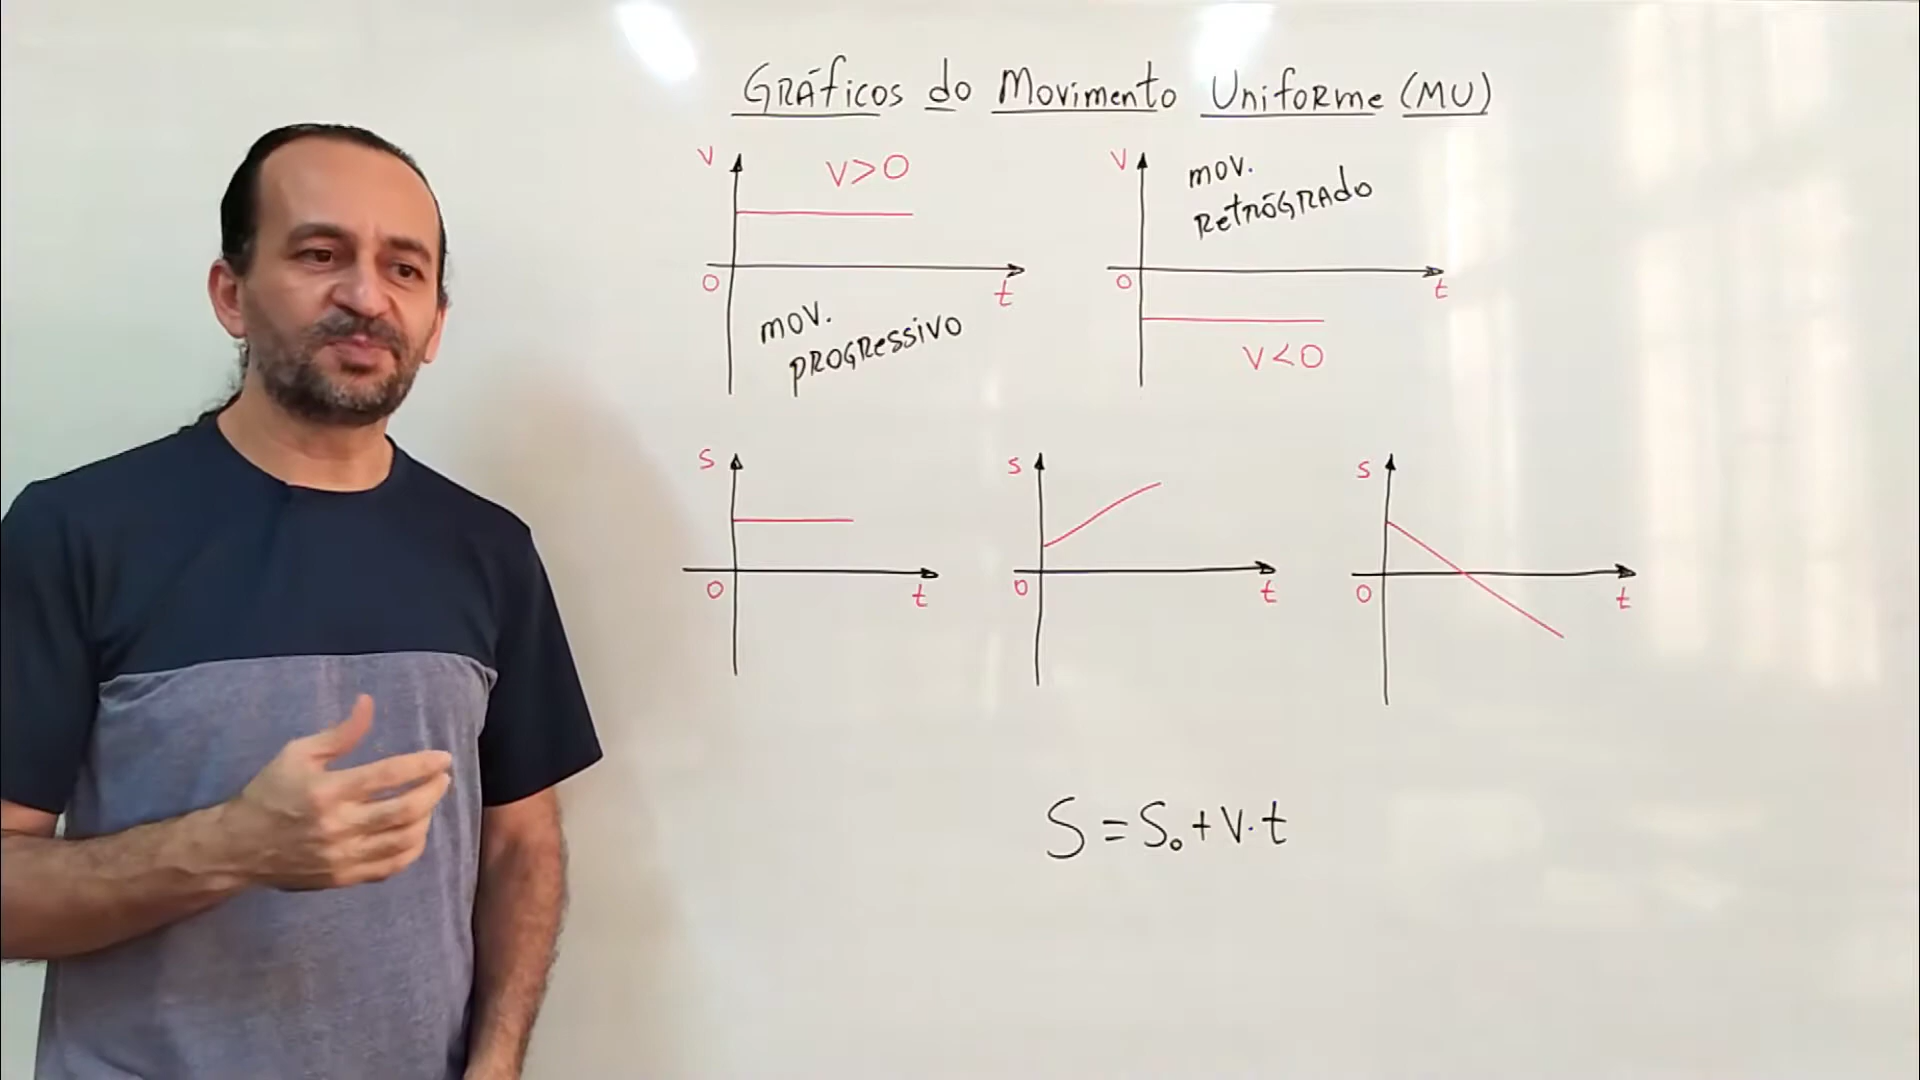 Gráficos do Movimento Uniforme (MU)
V
V>0
0
t
mov.
progressivo
V
mov.
retrógrado
0
t
V<0
S
0
t
S
0
t
S
0
t
S = S₀ + V·t